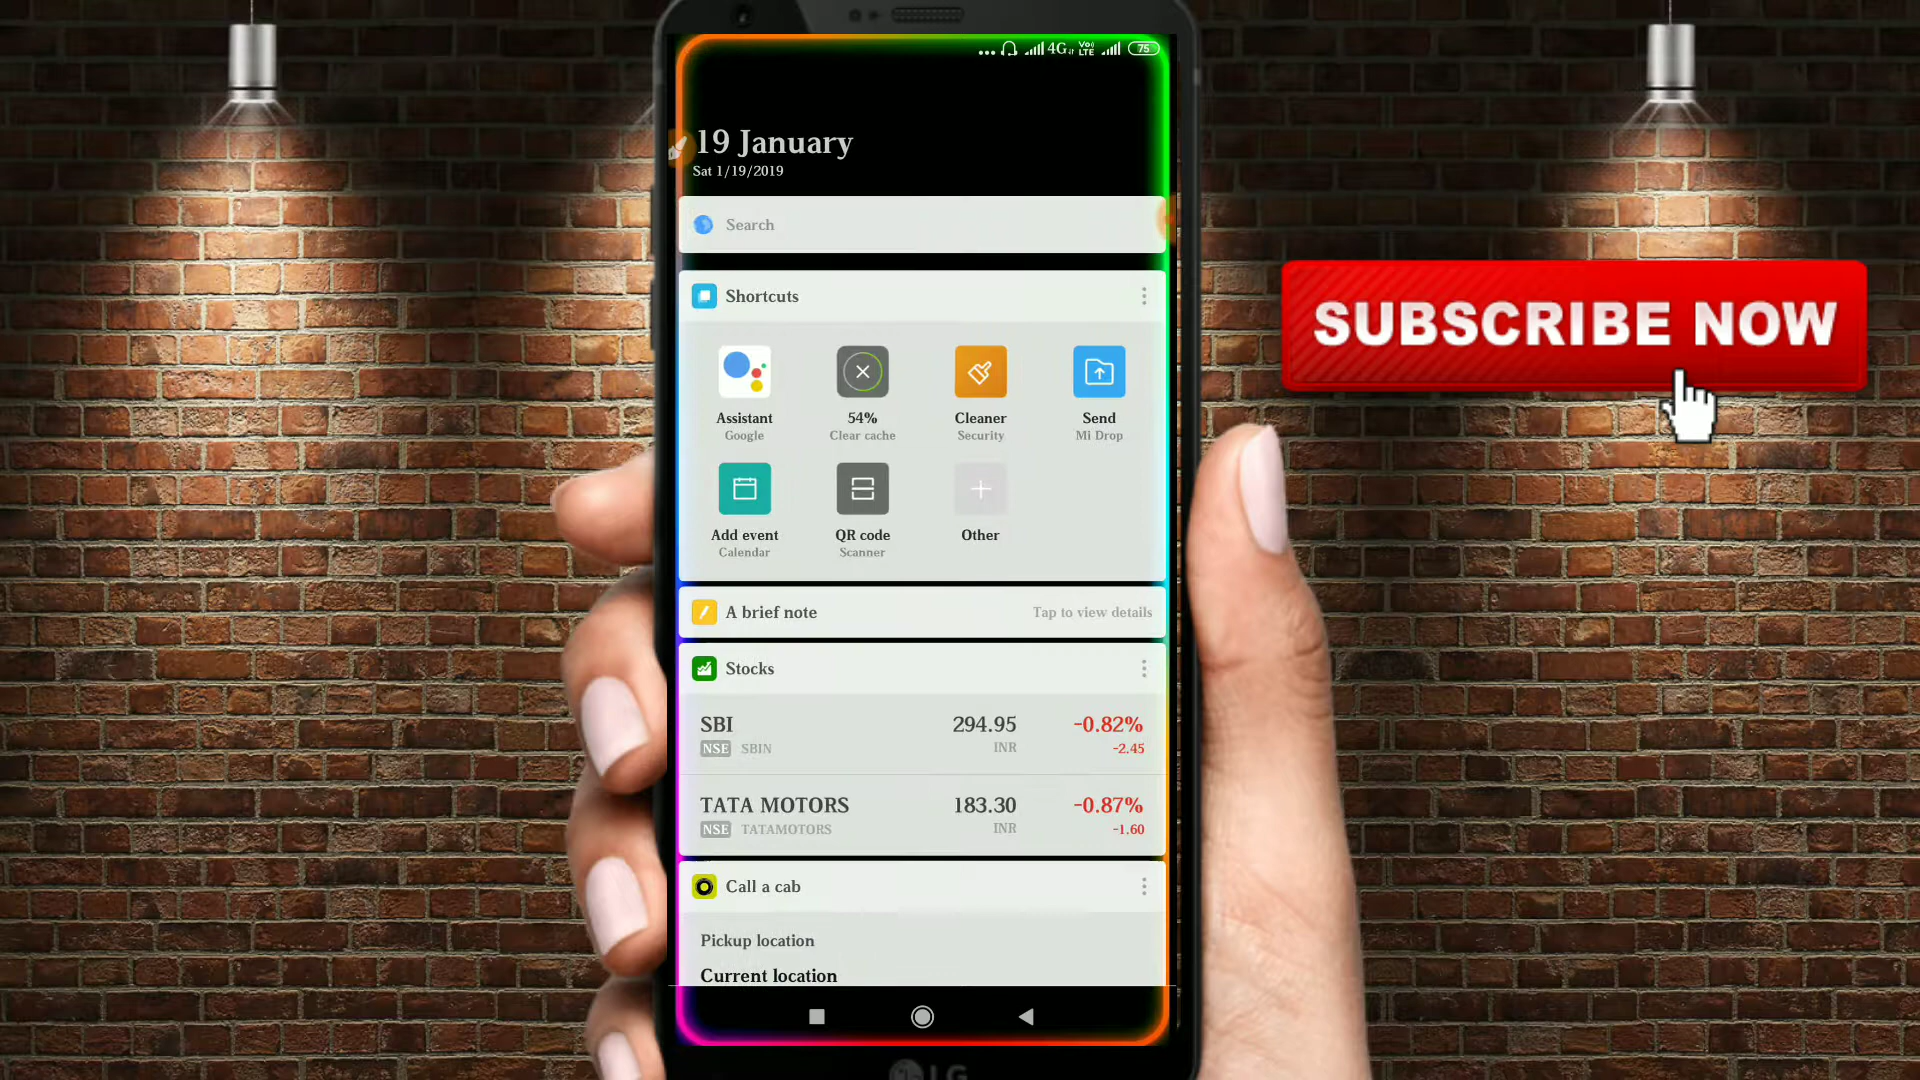 4G Vo LTE 75
19 January
Sat 1/19/2019
Search
Shortcuts
Assistant 54% Cleaner Send
Google Clear cache Security Mi Drop
Add event QR code Other
Calendar Scanner
A brief note Tap to view details
Stocks
SBI 294.95 -0.82%
NSE SBIN INR -2.45
TATA MOTORS 183.30 -0.87%
NSE TATAMOTORS INR -1.60
Call a cab
Pickup location
Current location
LG
SUBSCRIBE NOW